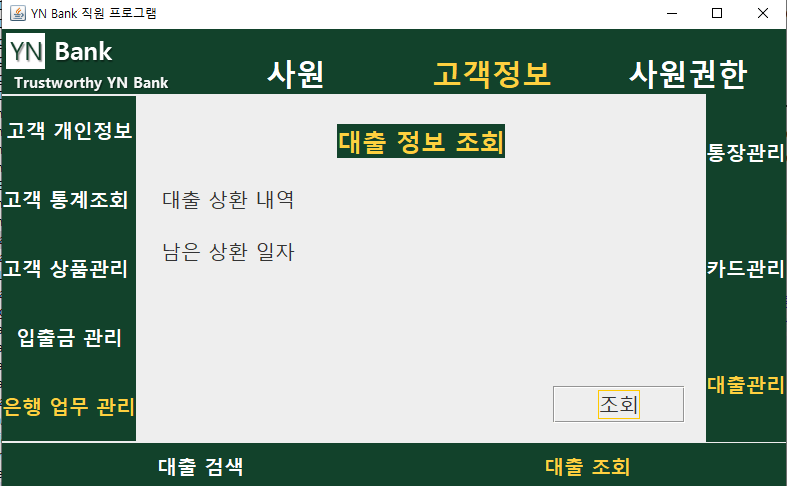 YN Bank 직원 프로그램
YN Bank
Trustworthy YN Bank
사원 고객정보 사원권한
고객 개인정보
고객 통계조회
고객 상품관리
입출금 관리
은행 업무 관리
대출 정보 조회
대출 상환 내역
남은 상환 일자
조회
통장관리
카드관리
대출관리
대출 검색 대출 조회